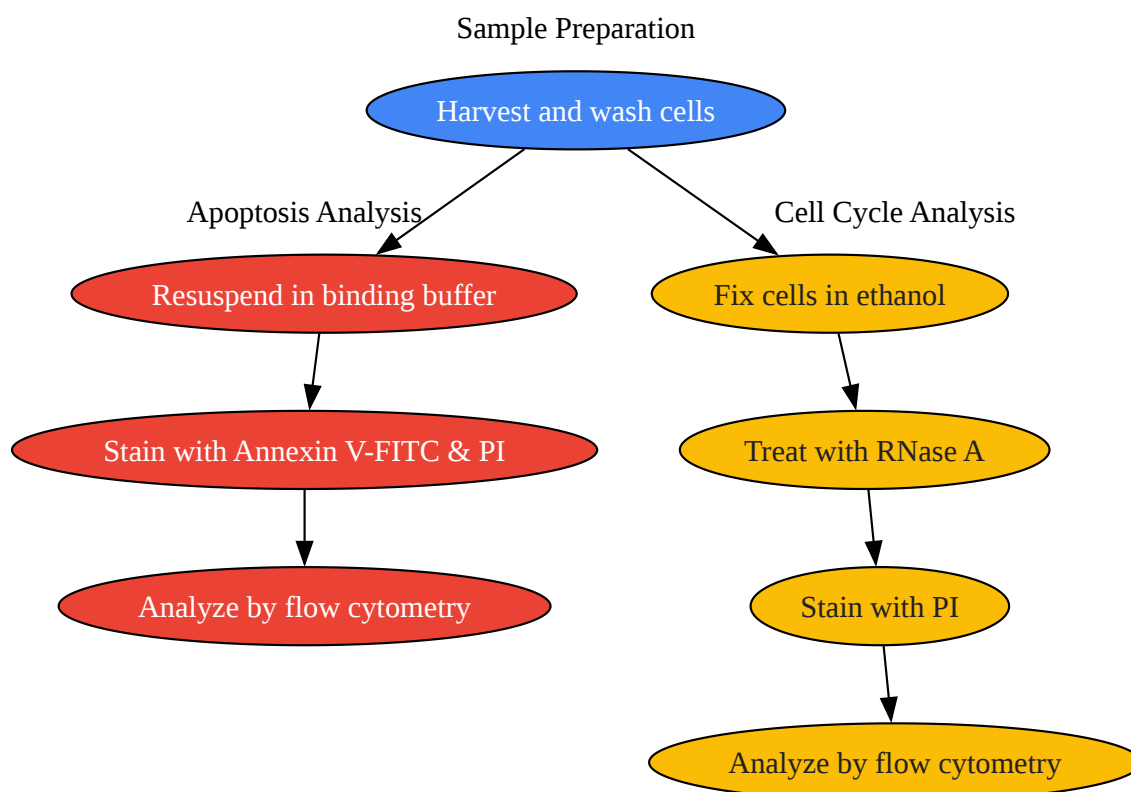 Sample Preparation
Harvest and wash cells
Apoptosis Analysis
Cell Cycle Analysis
Resuspend in binding buffer
Fix cells in ethanol
Stain with Annexin V-FITC & PI
Treat with RNase A
Analyze by flow cytometry
Stain with PI
Analyze by flow cytometry